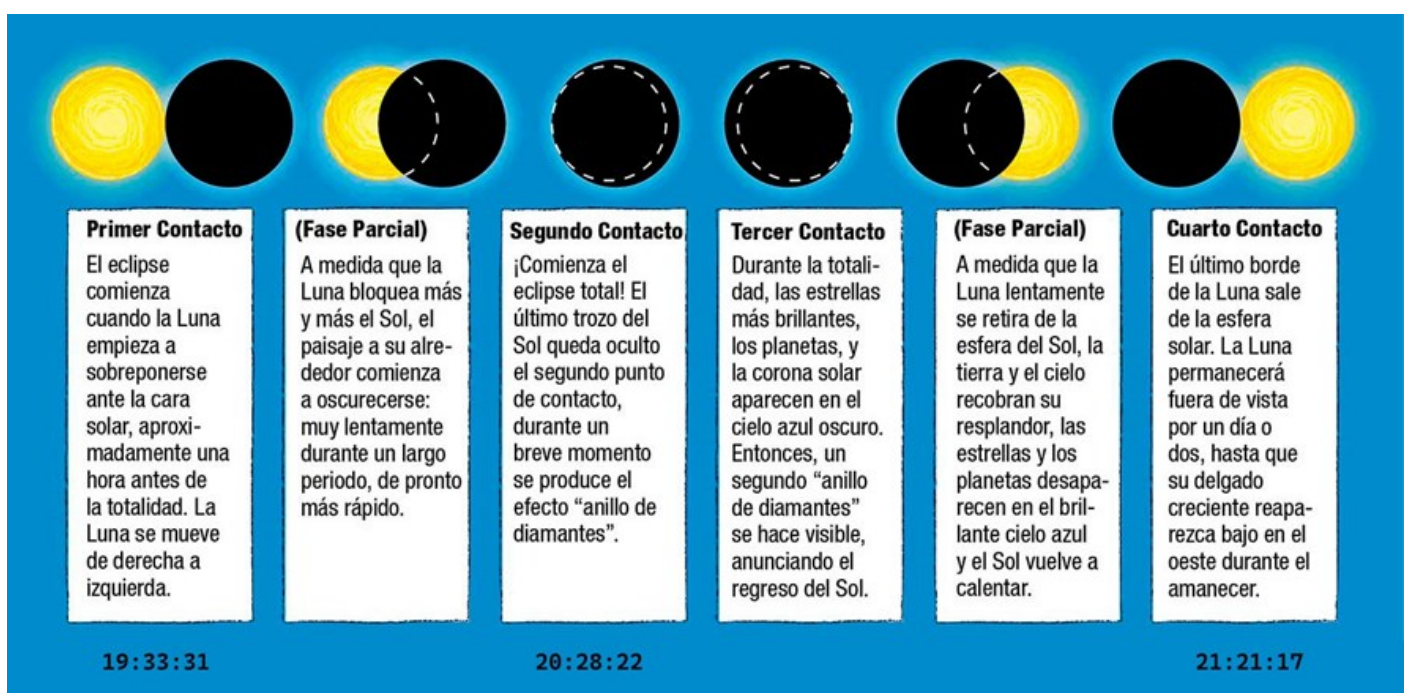 Primer Contacto
El eclipse
comienza
cuando la Luna
empieza a
sobreponerse
ante la cara
solar, aproxi-
madamente una
hora antes de
la totalidad. La
Luna se mueve
de derecha a
izquierda.
(Fase Parcial)
A medida que la
Luna bloquea más
y más el Sol, el
paisaje a su alre-
dedor comienza
a oscurecerse:
muy lentamente
durante un largo
periodo, de pronto
más rápido.
Segundo Contacto
¡Comienza el
eclipse total! El
último trozo del
Sol queda oculto
el segundo punto
de contacto,
durante un
breve momento
se produce el
efecto “anillo de
diamantes”.
Tercer Contacto
Durante la totali-
dad, las estrellas
más brillantes,
los planetas, y
la corona solar
aparecen en el
cielo azul oscuro.
Entonces, un
segundo “anillo
de diamantes”
se hace visible,
anunciando el
regreso del Sol.
(Fase Parcial)
A medida que la
Luna lentamente
se retira de la
esfera del Sol, la
tierra y el cielo
recobran su
resplandor, las
estrellas y los
planetas desapa-
recen en el bril-
lante cielo azul
y el Sol vuelve a
calentar.
Cuarto Contacto
El último borde
de la Luna sale
de la esfera
solar. La Luna
permanecerá
fuera de vista
por un día o
dos, hasta que
su delgado
creciente reapa-
rezca bajo en el
oeste durante el
amanecer.
19:33:31
20:28:22
21:21:17